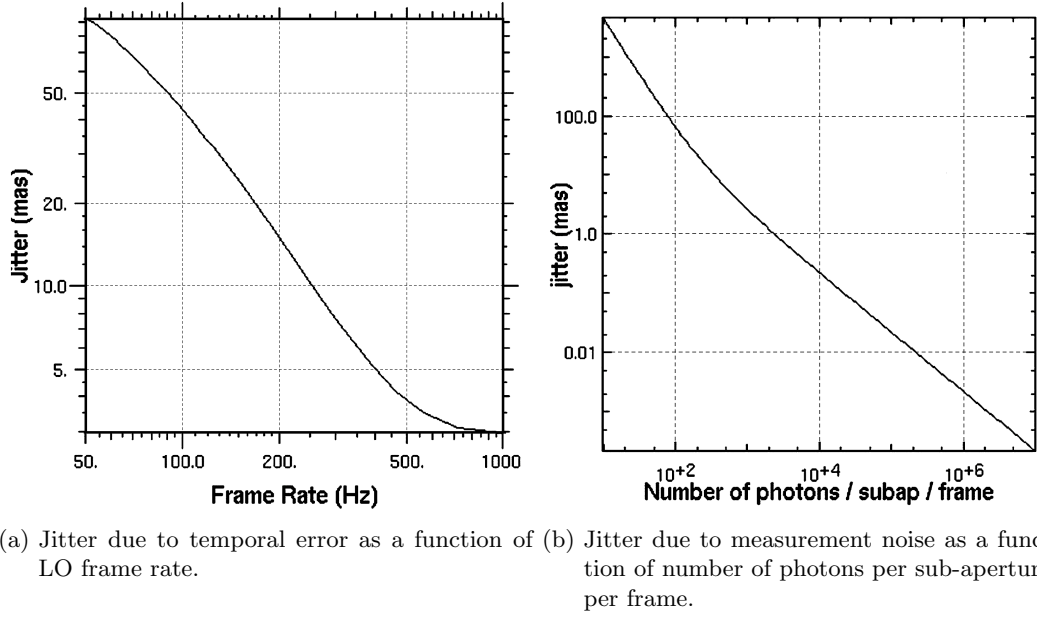 50.
20.
10.0
5.
Jitter (mas)
50.
100.0
200.
500.
1000
Frame Rate (Hz)
100.0
1.0
0.01
jitter (mas)
10+2
10+4
10+6
Number of photons / subap / frame
(a) Jitter due to temporal error as a function of
LO frame rate.
(b) Jitter due to measurement noise as a func
tion of number of photons per sub-apertur
per frame.